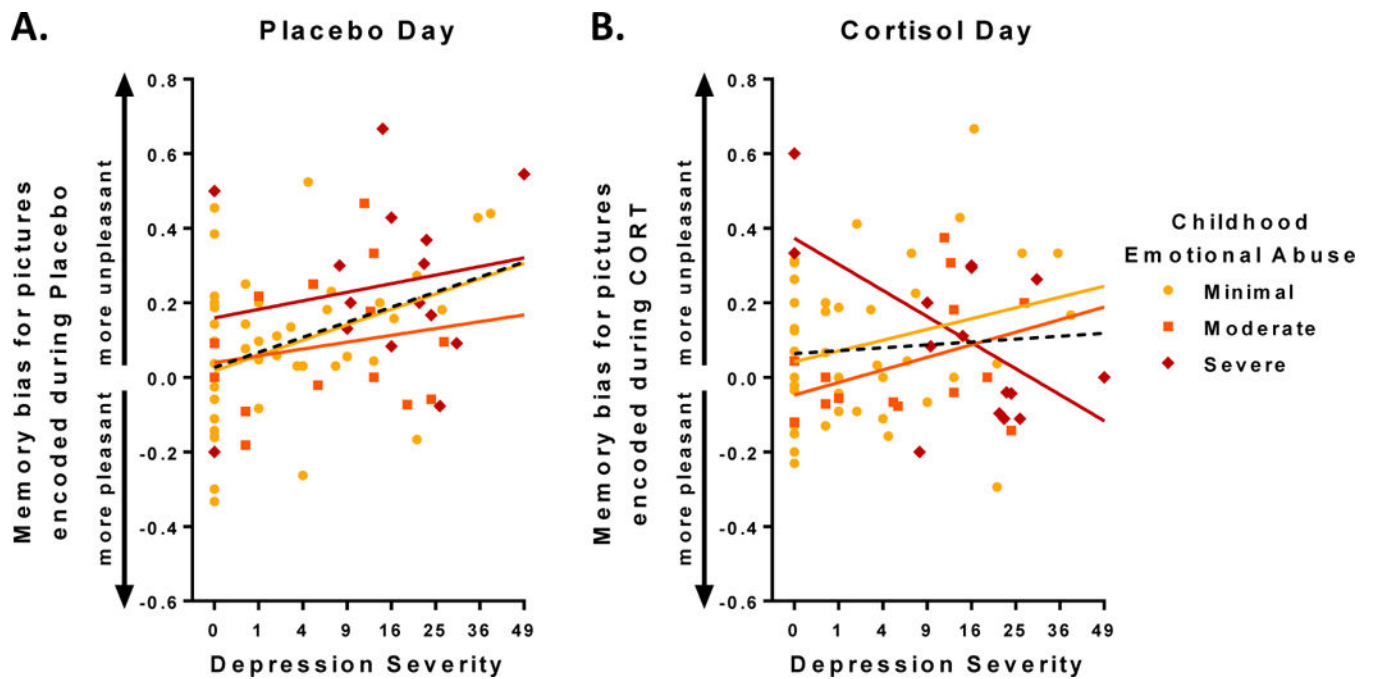 A.
Placebo Day
Memory bias for pictures
encoded during Placebo
more unpleasant
more pleasant
0.8
0.6
0.4
0.2
0.0
-0.2
-0.4
-0.6
0 1 4 9 16 25 36 49
Depression Severity
B.
Cortisol Day
Memory bias for pictures
encoded during CORT
more unpleasant
more pleasant
0.8
0.6
0.4
0.2
0.0
-0.2
-0.4
-0.6
0 1 4 9 16 25 36 49
Depression Severity
Childhood
Emotional Abuse
Minimal
Moderate
Severe